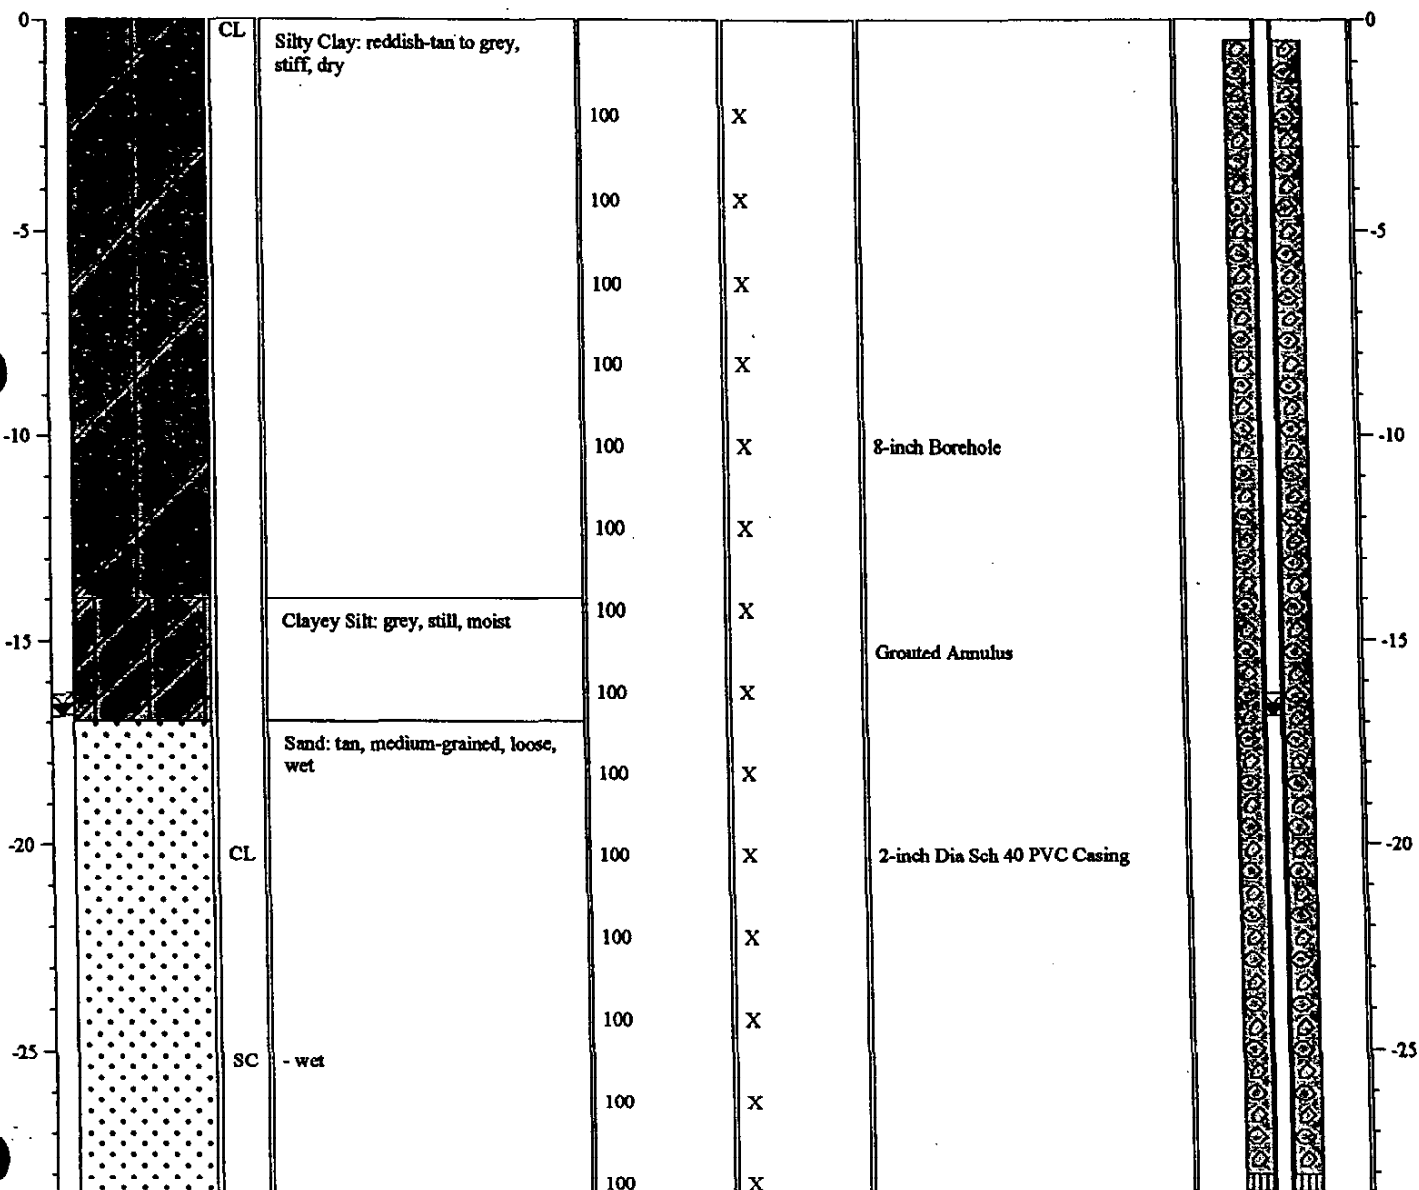 0 CL 0
Silty Clay: reddish-tan to grey,
stiff, dry
100 X
100 X
-5 -5
100 X
100 X
-10 100 X 8-inch Borehole -10
100 X
100 X
Clayey Silt: grey, still, moist
-15 Grouted Annulus -15
100 X
Sand: tan, medium-grained, loose,
wet
100 X
-20 CL 100 X 2-inch Dia Sch 40 PVC Casing -20
100 X
100 X
-25 SC - wet -25
100 X
100 X